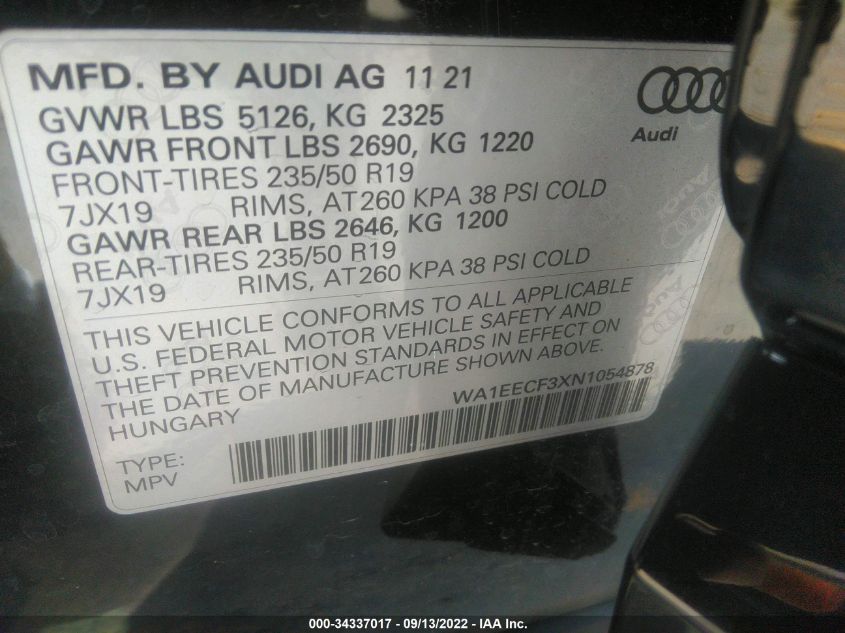 MFD. BY AUDI AG 11 21
GVWR LBS 5126, KG 2325
GAWR FRONT LBS 2690, KG 1220
FRONT-TIRES 235/50 R19
7JX19 RIMS, AT 260 KPA 38 PSI COLD
GAWR REAR LBS 2646, KG 1200
REAR-TIRES 235/50 R19
7JX19 RIMS, AT 260 KPA 38 PSI COLD
Audi
THIS VEHICLE CONFORMS TO ALL APPLICABLE
U.S. FEDERAL MOTOR VEHICLE SAFETY AND
THEFT PREVENTION STANDARDS IN EFFECT ON
THE DATE OF MANUFACTURE SHOWN ABOVE.
HUNGARY
WA1EECF3XN1054878
TYPE:
MPV
000-34337017 - 09/13/2022 - IAA Inc.